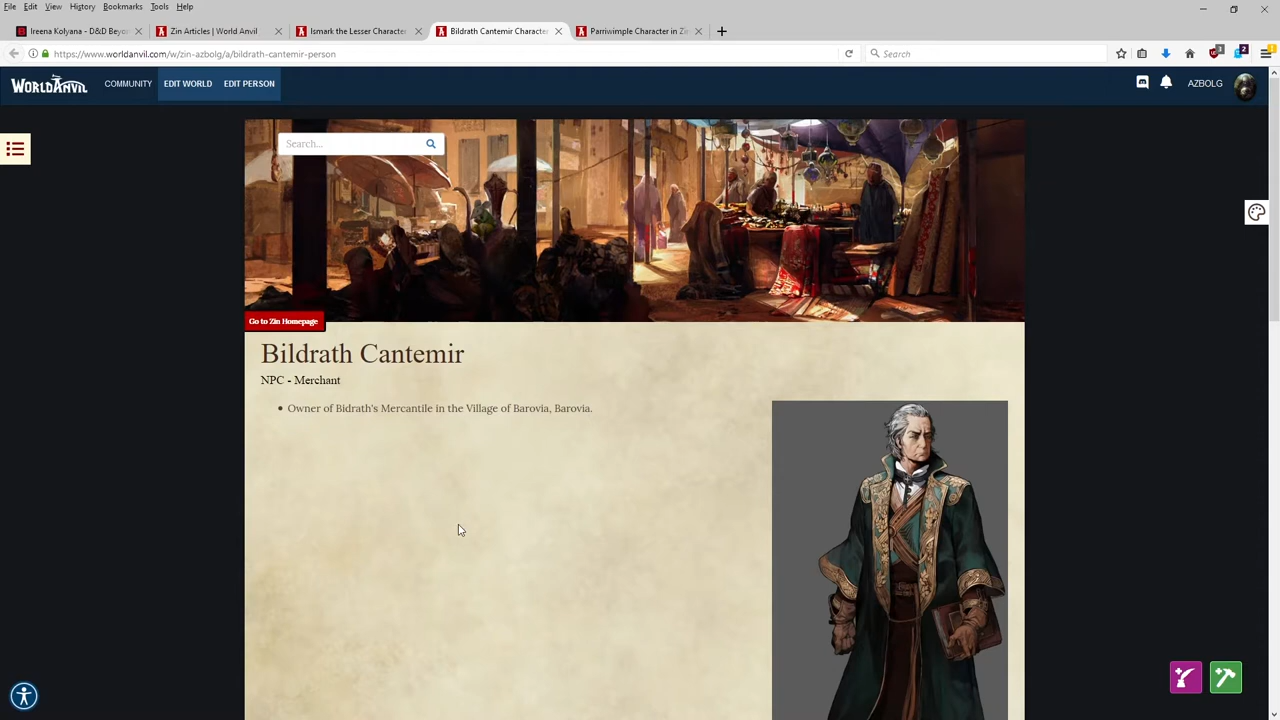 File Edit View History Bookmarks Tools Help
Ireena Kolyana - D&D Beyo
Zin Articles | World Anvil
Ismark the Lesser Character
Bildrath Cantemir Character
Parriwimple Character in Zi
https://www.worldanvil.com/w/zin-azbolg/a/bildrath-cantemir-person
Search
3
2
WORLDANVIL
COMMUNITY
EDIT WORLD
EDIT PERSON
AZBOLG
Search...
Go to Zin Homepage
Bildrath Cantemir
NPC - Merchant
Owner of Bidrath's Mercantile in the Village of Barovia, Barovia.